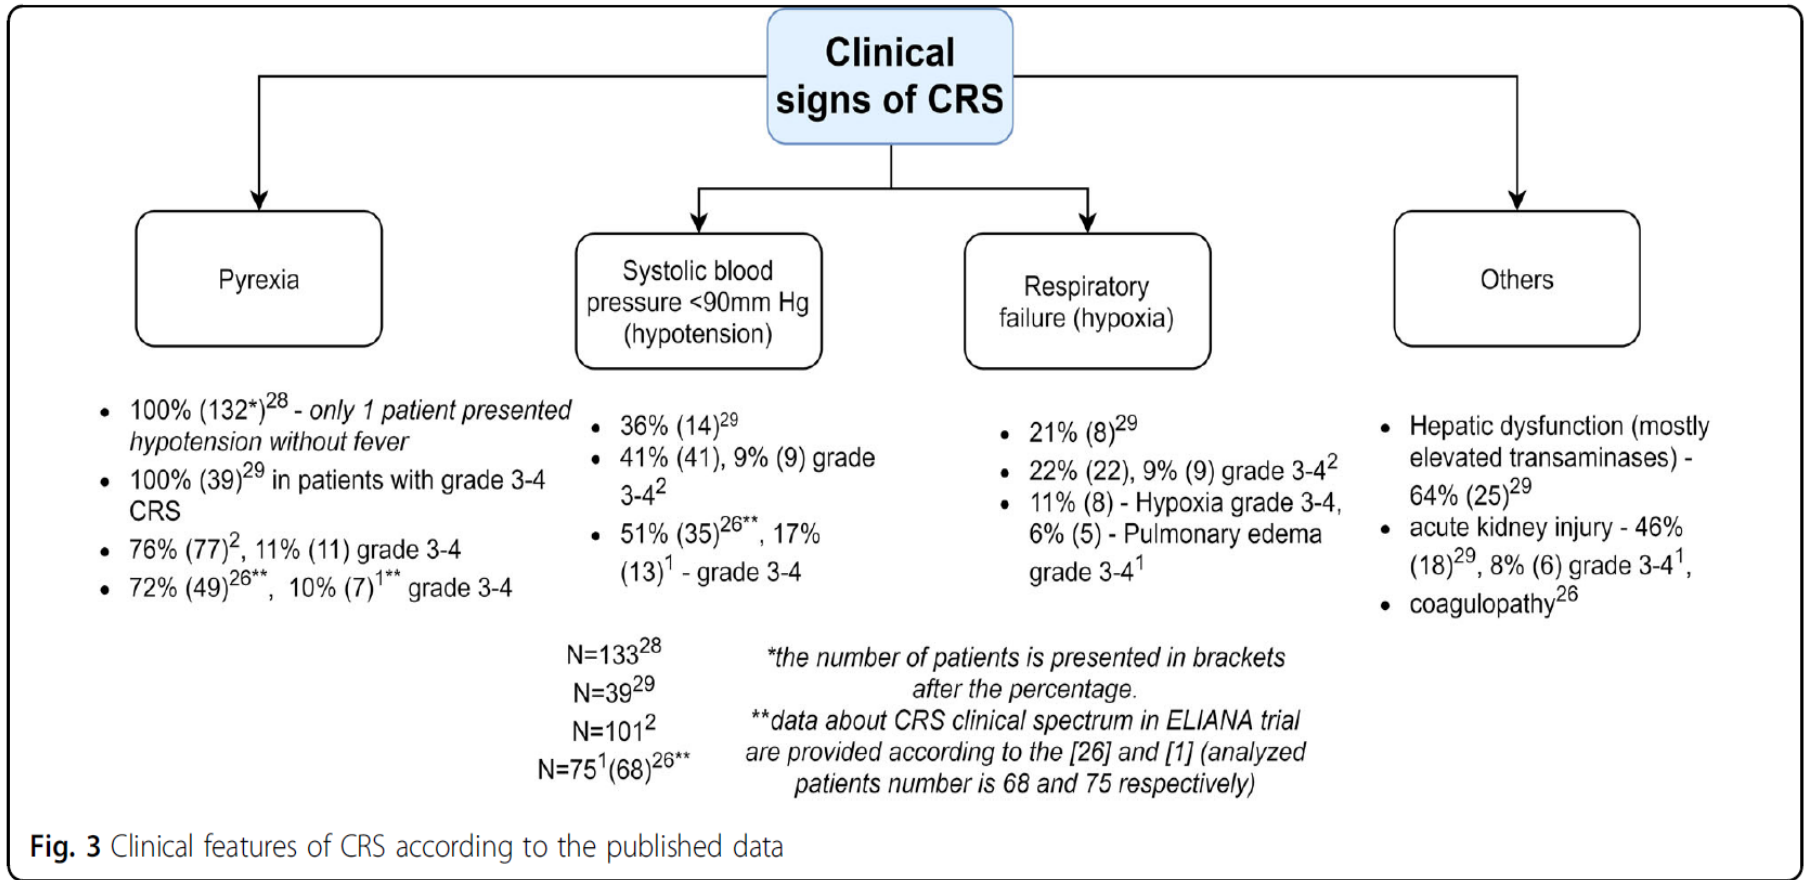 Clinical
signs of CRS
Pyrexia
Systolic blood
pressure <90mm Hg
(hypotension)
Respiratory
failure (hypoxia)
Others
• 100% (132*)28 - only 1 patient presented
hypotension without fever
• 100% (39)29 in patients with grade 3-4
CRS
• 76% (77)2, 11% (11) grade 3-4
• 72% (49)26**, 10% (7)1** grade 3-4
• 36% (14)29
• 41% (41), 9% (9) grade
3-42
• 51% (35)26**, 17%
(13)1 - grade 3-4
• 21% (8)29
• 22% (22), 9% (9) grade 3-42
• 11% (8) - Hypoxia grade 3-4,
6% (5) - Pulmonary edema
grade 3-41
• Hepatic dysfunction (mostly
elevated transaminases) -
64% (25)29
• acute kidney injury - 46%
(18)29, 8% (6) grade 3-41,
• coagulopathy26
N=13328
N=3929
N=1012
N=751(68)26**
*the number of patients is presented in brackets
after the percentage.
**data about CRS clinical spectrum in ELIANA trial
are provided according to the [26] and [1] (analyzed
patients number is 68 and 75 respectively)
Fig. 3 Clinical features of CRS according to the published data